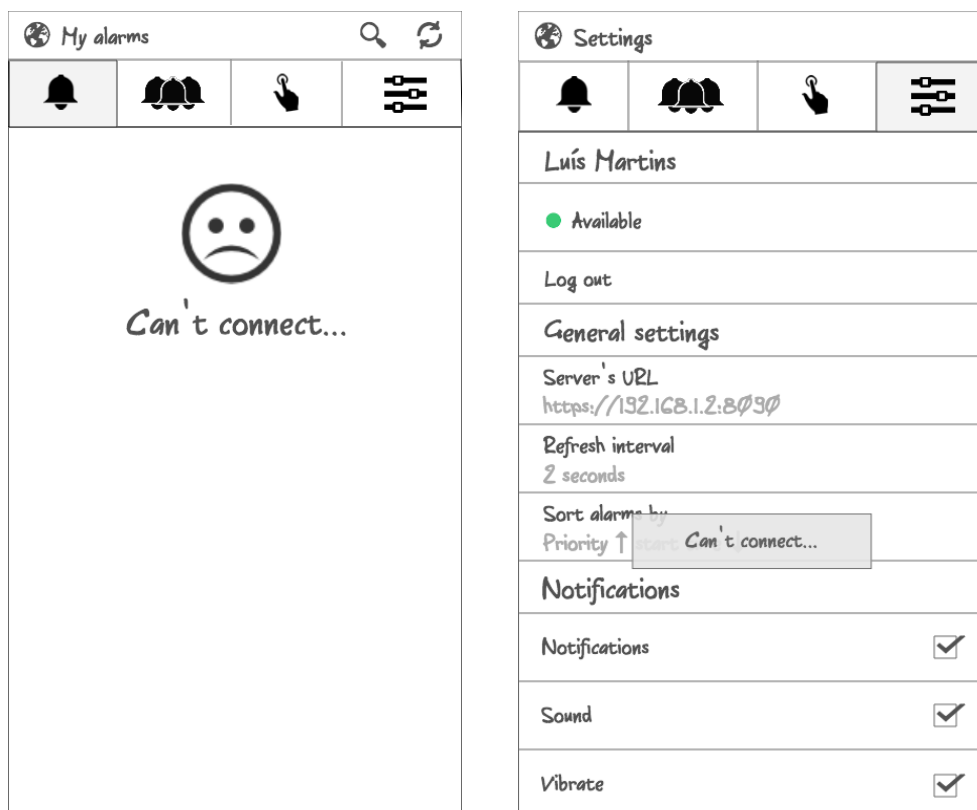 My alarms
Can't connect...
Settings
Luís Martins
Available
Log out
General settings
Server's URL
https://192.168.1.2:8090
Refresh interval
2 seconds
Sort alarms by
Priority ↑ start
Can't connect...
Notifications
Notifications
Sound
Vibrate